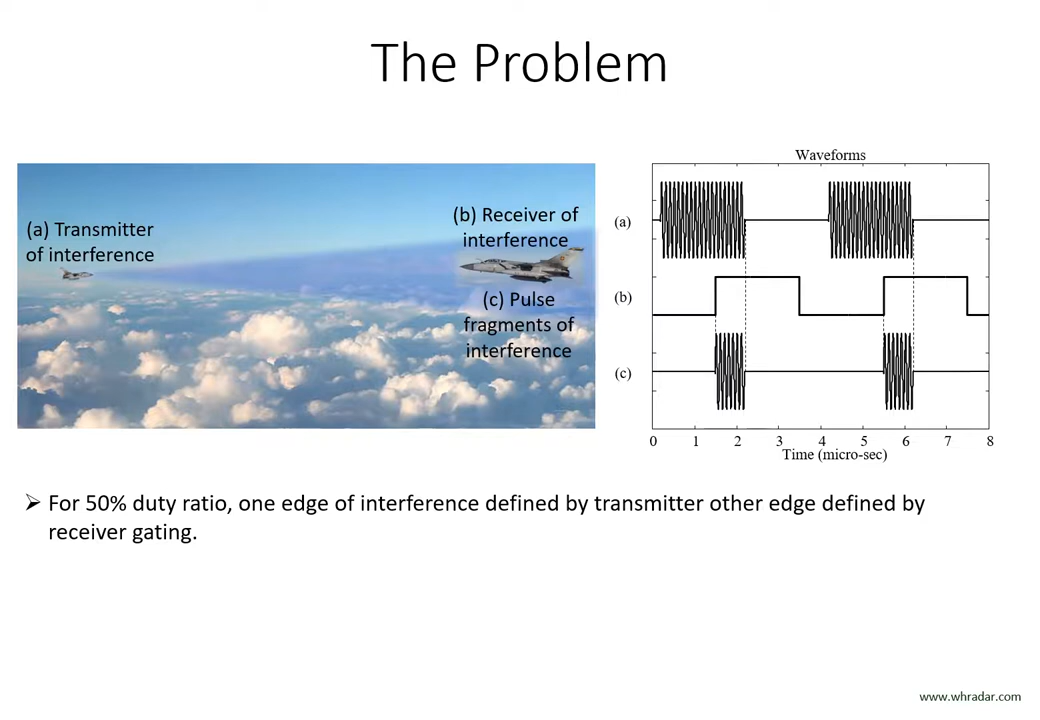 The Problem
(a) Transmitter
of interference
(b) Receiver of
interference
(c) Pulse
fragments of
interference
Waveforms
(a)
(b)
(c)
0 1 2 3 4 5 6 7 8
Time (micro-sec)
➢ For 50% duty ratio, one edge of interference defined by transmitter other edge defined by
receiver gating.
www.whradar.com